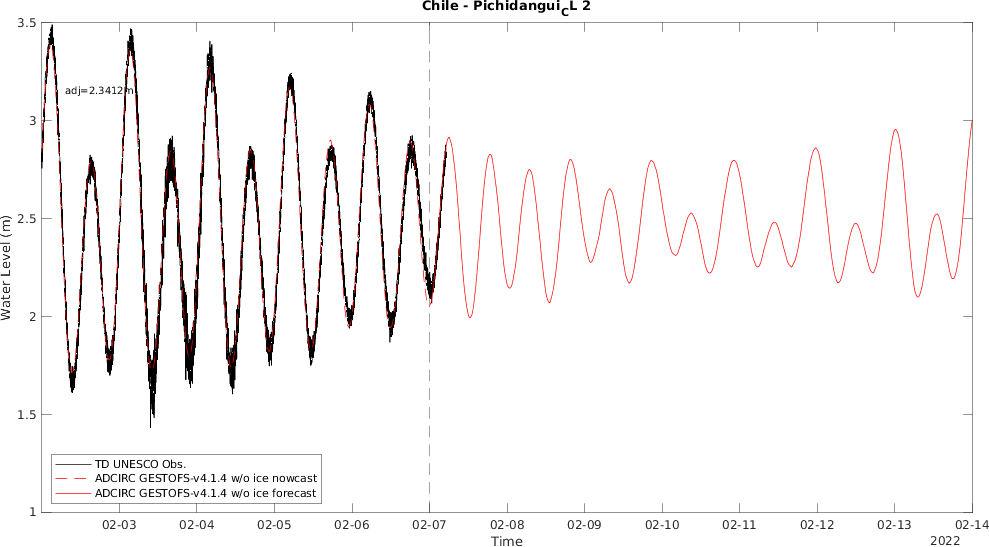 Chile - Pichidangui_CL 2
3.5
adj=2.3412m
3
2.5
Water Level (m)
2
1.5
TD UNESCO Obs.
ADCIRC GESTOFS-v4.1.4 w/o ice nowcast
ADCIRC GESTOFS-v4.1.4 w/o ice forecast
1
02-03 02-04 02-05 02-06 02-07 02-08 02-09 02-10 02-11 02-12 02-13 02-14
Time
2022